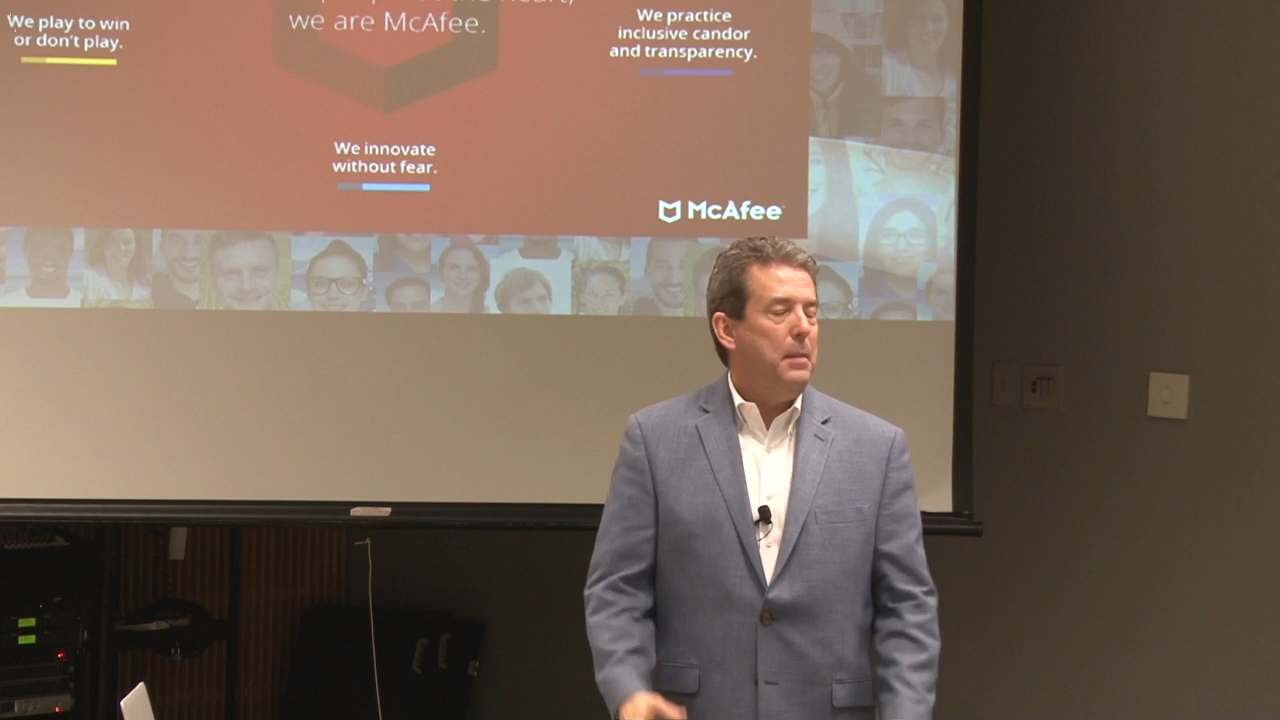 We play to win
or don't play.
heart,
we are McAfee.
We practice
inclusive candor
and transparency.
We innovate
without fear.
McAfee